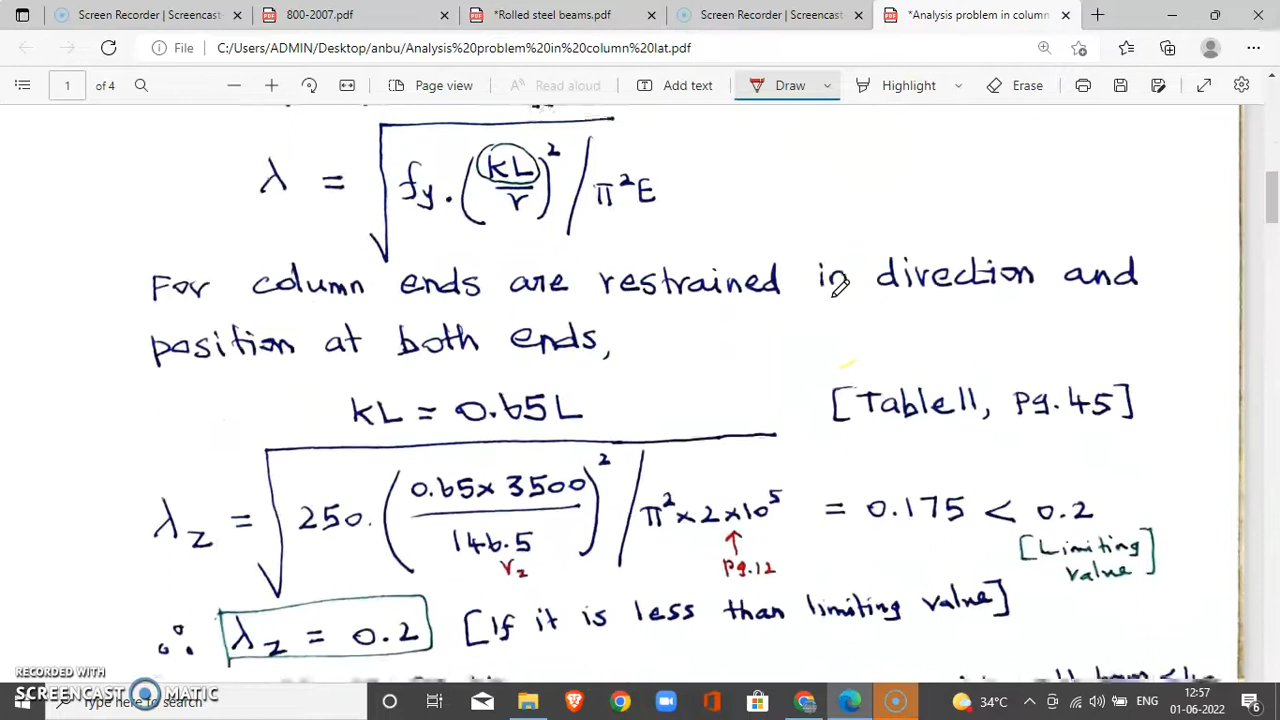 Screen Recorder | Screencast-
800-2007.pdf
*Rolled steel beams.pdf
Screen Recorder | Screencast-
*Analysis problem in column
File
C:/Users/ADMIN/Desktop/anbu/Analysis%20problem%20in%20column%20lat.pdf
1 of 4
Page view
Read aloud
Add text
Draw
Highlight
Erase
λ = √ fy. (kL/r)² / π²E
For column ends are restrained in direction and
position at both ends,
kL = 0.65L [Table11, Pg.45]
λz = √ 250. (0.65x 3500/146.5)² / π² x 2 x 10⁵ = 0.175 < 0.2
rz
Pg.12
[Limiting
value]
∴ λz = 0.2 [If it is less than limiting value]
RECORDED WITH
SCREENCAST MATIC
Type here to search
34°C
ENG
12:57
01-06-2022
6